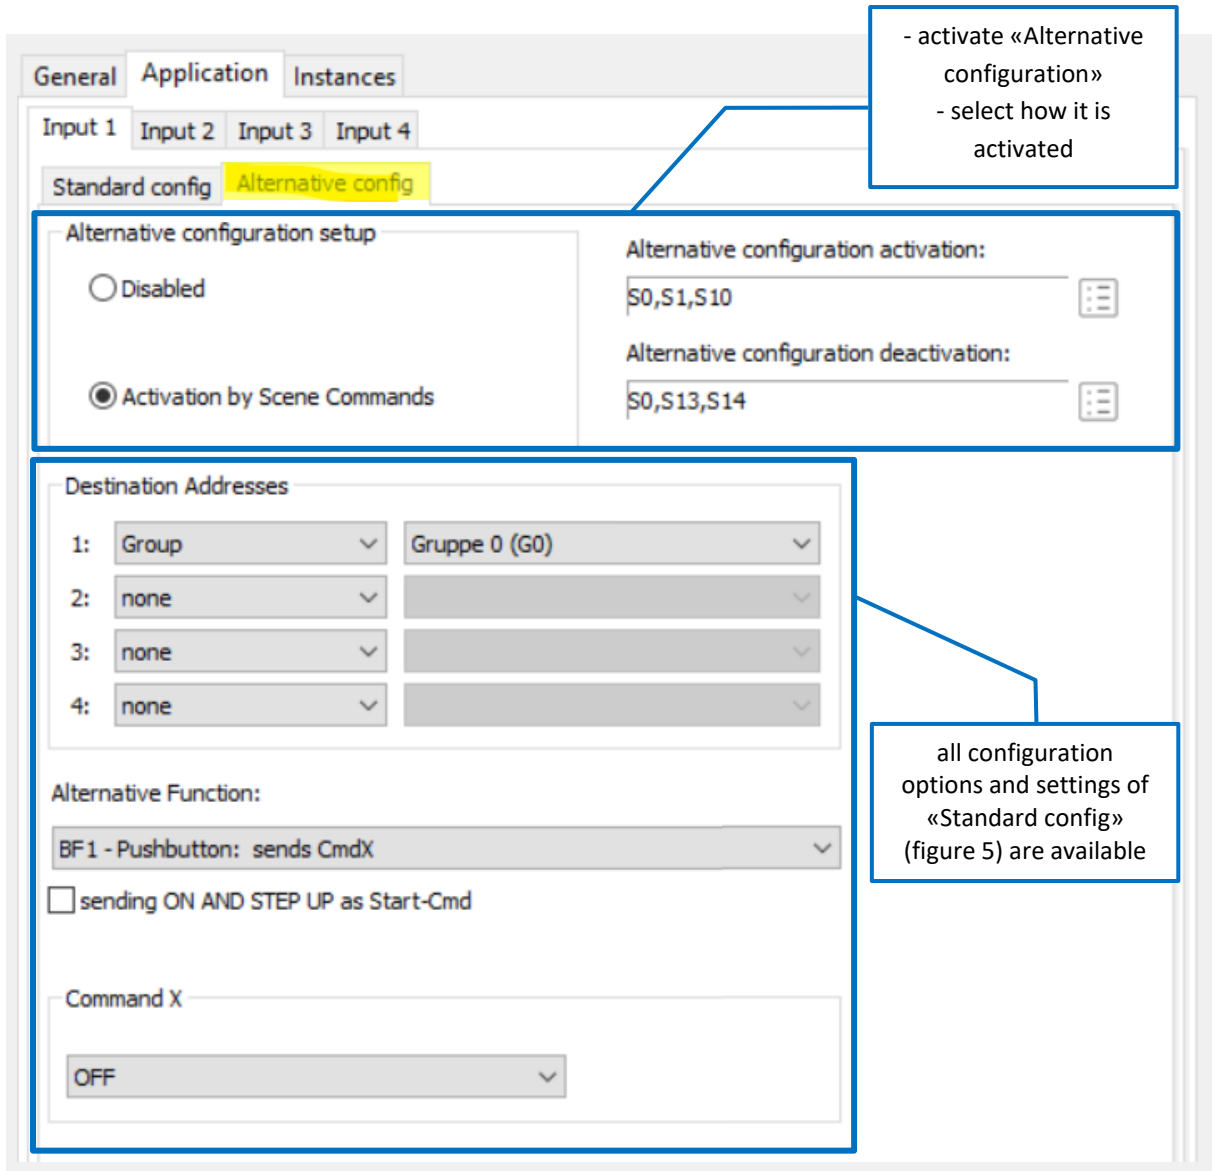 - activate «Alternative
configuration»
- select how it is
activated
General Application Instances
Input 1 Input 2 Input 3 Input 4
Standard config Alternative config
Alternative configuration setup
Disabled
Activation by Scene Commands
Alternative configuration activation:
S0,S1,S10
Alternative configuration deactivation:
S0,S13,S14
Destination Addresses
1: Group Gruppe 0 (G0)
2: none
3: none
4: none
all configuration
options and settings of
«Standard config»
(figure 5) are available
Alternative Function:
BF1 - Pushbutton: sends CmdX
sending ON AND STEP UP as Start-Cmd
Command X
OFF